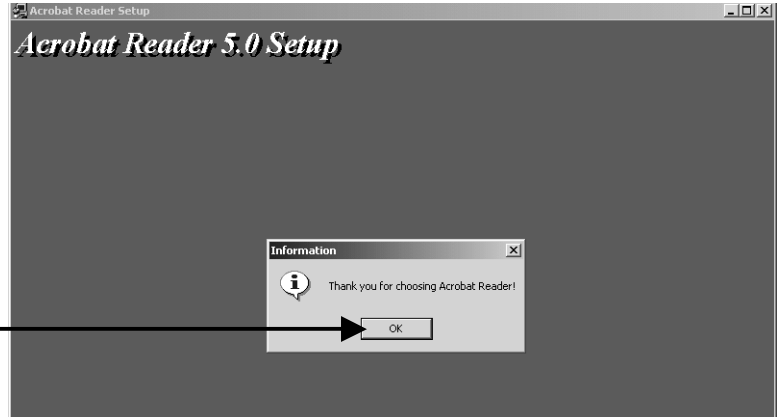 Acrobat Reader Setup
Acrobat Reader 5.0 Setup
Information
Thank you for choosing Acrobat Reader!
OK